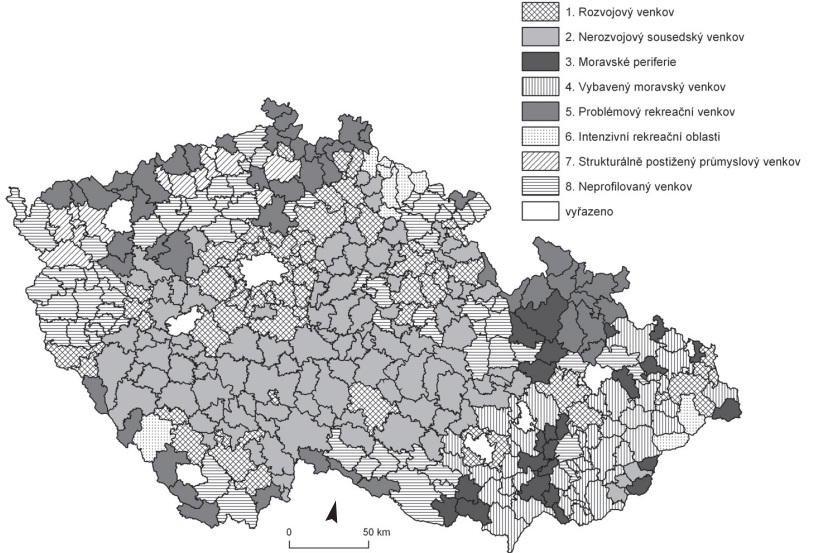 1. Rozvojový venkov
2. Nerozvojový sousedský venkov
3. Moravské periferie
4. Vybavený moravský venkov
5. Problémový rekreační venkov
6. Intenzivní rekreační oblasti
7. Strukturálně postižený průmyslový venkov
8. Neprofilovaný venkov
vyřazeno
0 50 km